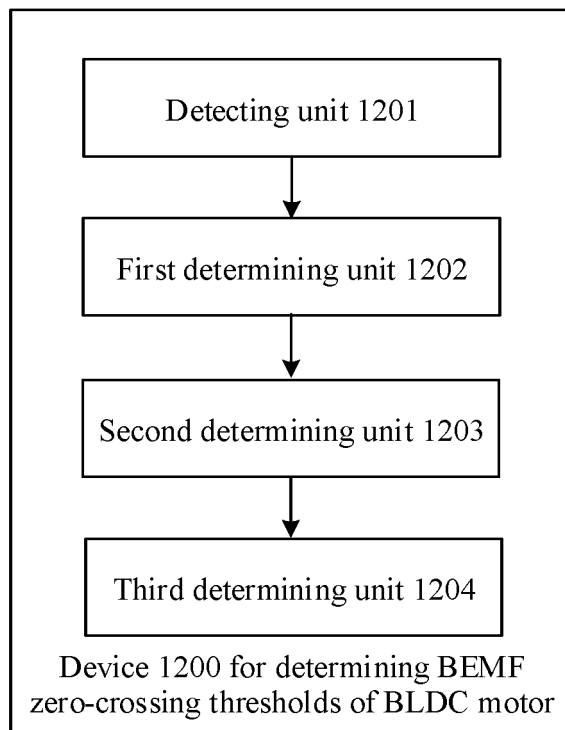 Detecting unit 1201
First determining unit 1202
Second determining unit 1203
Third determining unit 1204
Device 1200 for determining BEMF
zero-crossing thresholds of BLDC motor